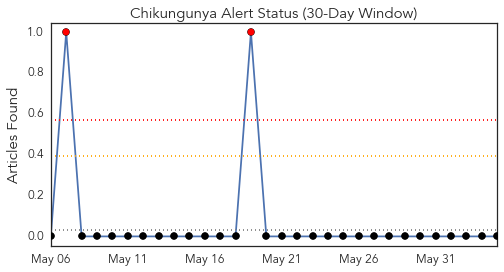 Chikungunya Alert Status (30-Day Window)
Articles Found
1.0
0.8
0.6
0.4
0.2
0.0
May 06 May 11 May 16 May 21 May 26 May 31